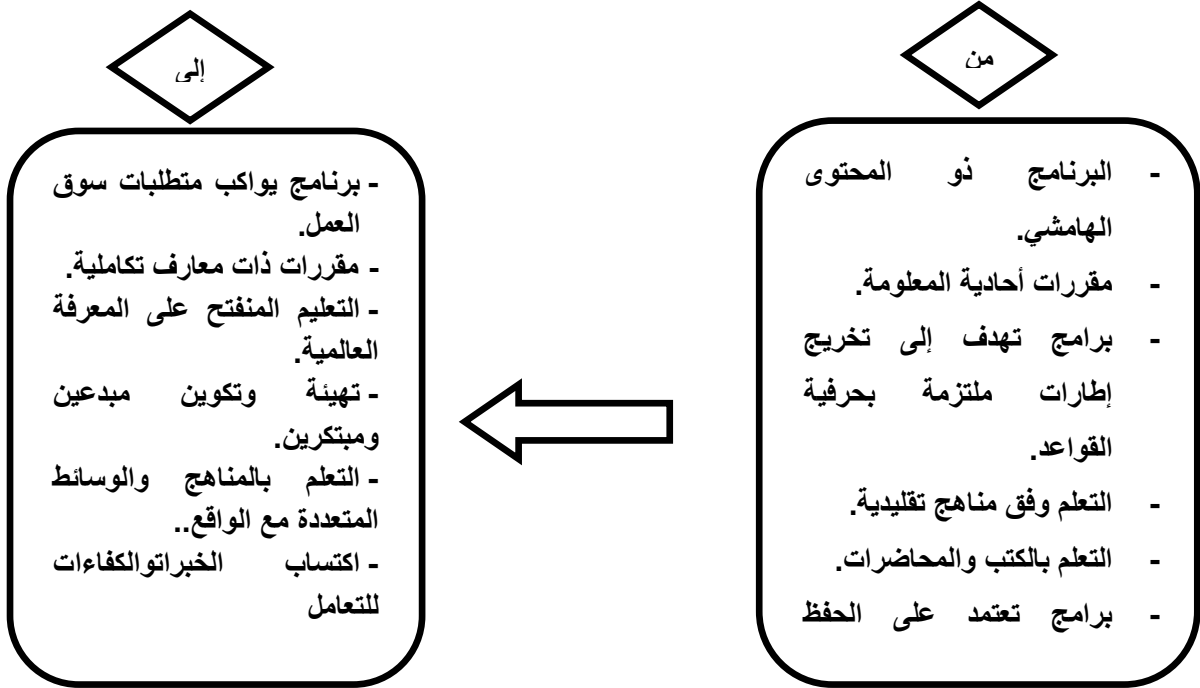 من
- البرنامج ذو المحتوى
الهامشي.
- مقررات أحادية المعلومة.
- برامج تهدف إلى تخريج
إطارات ملتزمة بحرفية
القواعد.
- التعلم وفق مناهج تقليدية.
- التعلم بالكتب والمحاضرات.
- برامج تعتمد على الحفظ
إلى
- برنامج يواكب متطلبات سوق
العمل.
- مقررات ذات معارف تكاملية.
- التعليم المنفتح على المعرفة
العالمية.
- تهيئة وتكوين مبدعين
ومبتكرين.
- التعلم بالمناهج والوسائط
المتعددة مع الواقع..
- اكتساب الخبراتوالكفاءات
للتعامل